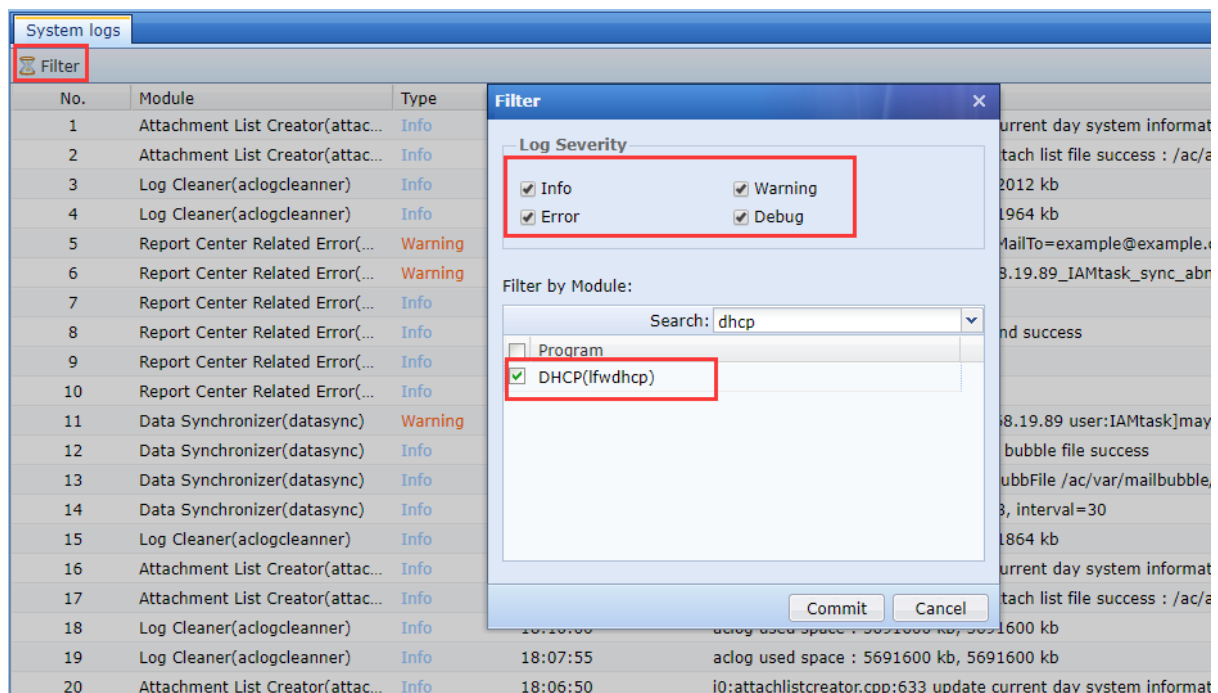 System logs
Filter
No. Module Type
1 Attachment List Creator(attac... Info
2 Attachment List Creator(attac... Info
3 Log Cleaner(aclogcleanner) Info 2012 kb
4 Log Cleaner(aclogcleanner) Info 1964 kb
5 Report Center Related Error(... Warning MailTo=example@example.
6 Report Center Related Error(... Warning 8.19.89_IAMtask_sync_abn
7 Report Center Related Error(... Info
8 Report Center Related Error(... Info nd success
9 Report Center Related Error(... Info
10 Report Center Related Error(... Info
11 Data Synchronizer(datasync) Warning 68.19.89 user:IAMtask]may
12 Data Synchronizer(datasync) Info bubble file success
13 Data Synchronizer(datasync) Info ubbFile /ac/var/mailbubble/
14 Data Synchronizer(datasync) Info 3, interval=30
15 Log Cleaner(aclogcleanner) Info 1864 kb
16 Attachment List Creator(attac... Info urrent day system informat
17 Attachment List Creator(attac... Info tach list file success : /ac/a
18 Log Cleaner(aclogcleanner) Info aclog used space : 5691600 kb, 5691600 kb
19 Log Cleaner(aclogcleanner) Info 18:07:55 aclog used space : 5691600 kb, 5691600 kb
20 Attachment List Creator(attac... Info 18:06:50 i0:attachlistcreator.cpp:633 update current day system informat
urrent day system informat
tach list file success : /ac/a
Filter
Log Severity
Info Warning
Error Debug
Filter by Module:
Search: dhcp
Program
DHCP(lfwdhcp)
Commit Cancel